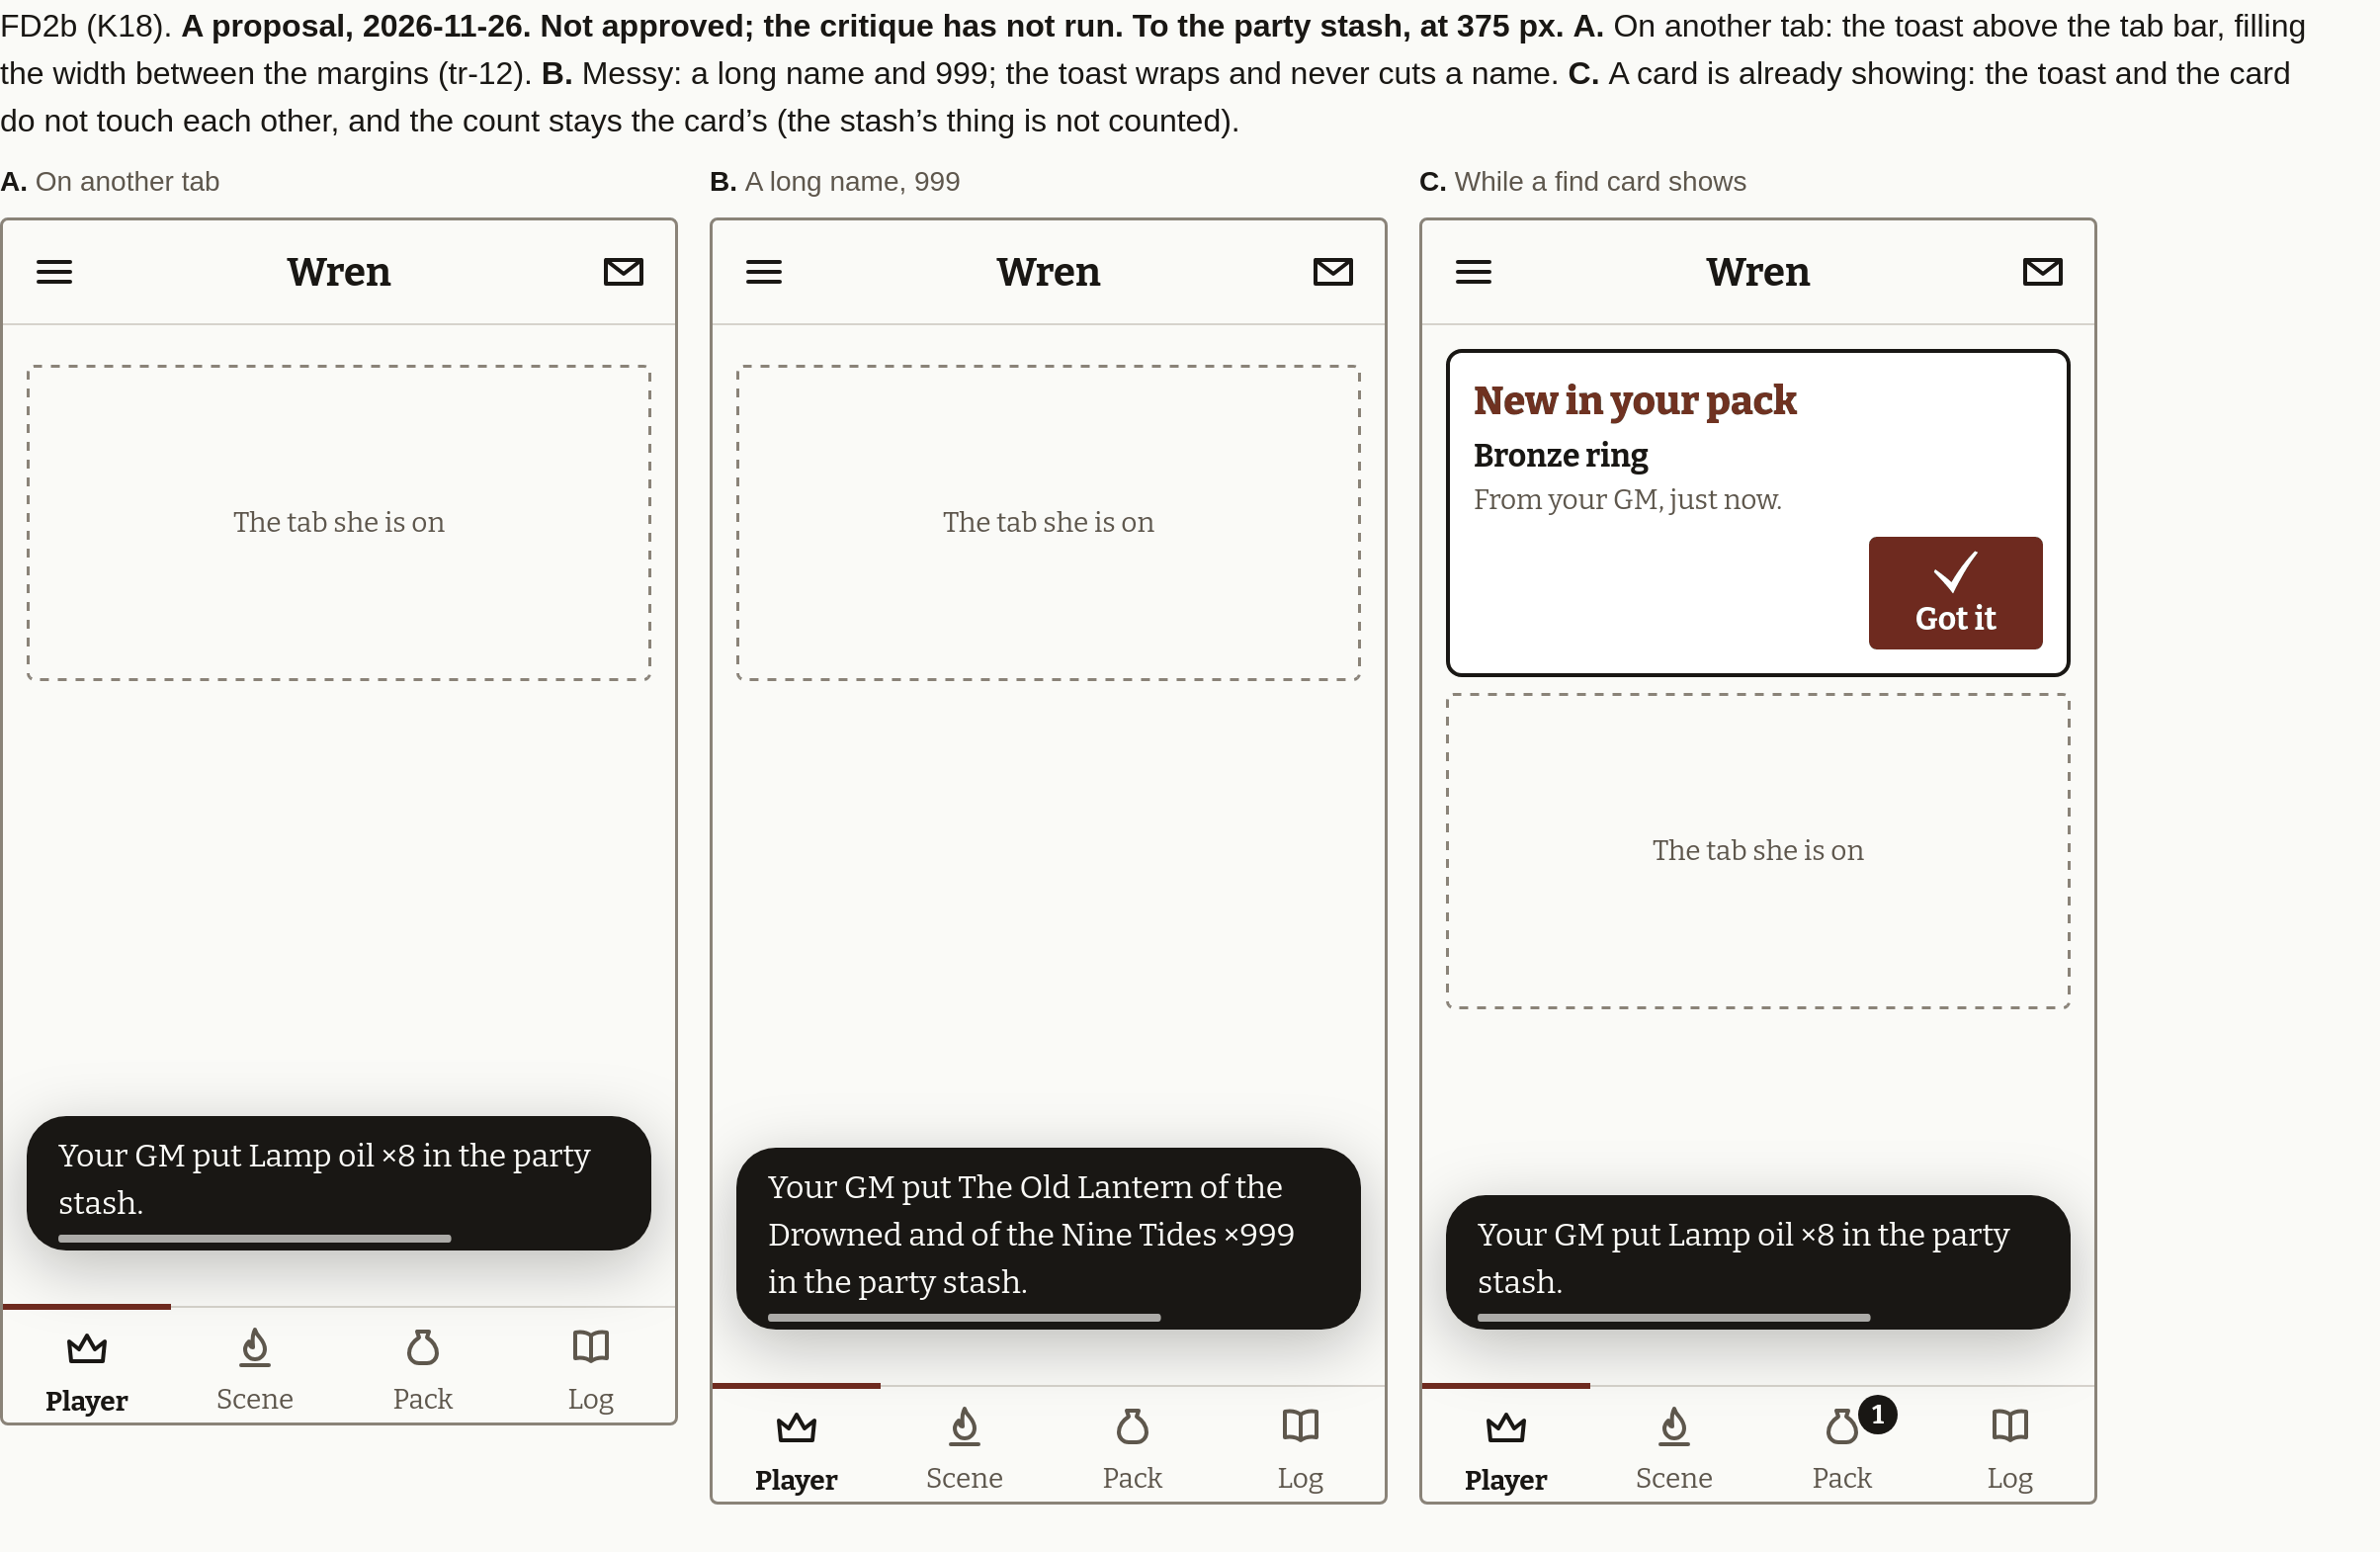 FD2b (K18). A proposal, 2026-11-26. Not approved; the critique has not run. To the party stash, at 375 px. A. On another tab: the toast above the tab bar, filling
the width between the margins (tr-12). B. Messy: a long name and 999; the toast wraps and never cuts a name. C. A card is already showing: the toast and the card
do not touch each other, and the count stays the card’s (the stash’s thing is not counted).
A. On another tab
Wren
The tab she is on
Your GM put Lamp oil ×8 in the party
stash.
Player
Scene
Pack
Log
B. A long name, 999
Wren
The tab she is on
Your GM put The Old Lantern of the
Drowned and of the Nine Tides ×999
in the party stash.
Player
Scene
Pack
Log
C. While a find card shows
Wren
New in your pack
Bronze ring
From your GM, just now.
Got it
The tab she is on
Your GM put Lamp oil ×8 in the party
stash.
Player
Scene
1
Pack
Log